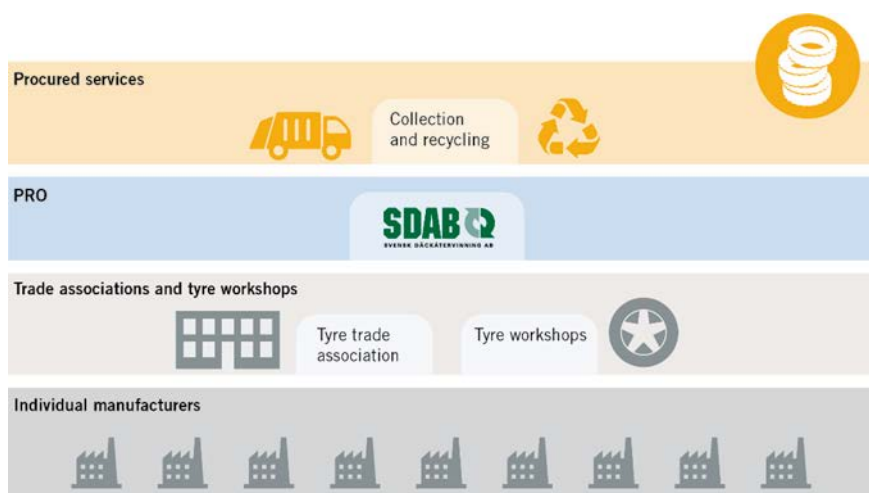 Procured services
Collection
and recycling
PRO
SDAB
SVENSK DÄCKÅTERVINNING AB
Trade associations and tyre workshops
Tyre trade
association
Tyre workshops
Individual manufacturers